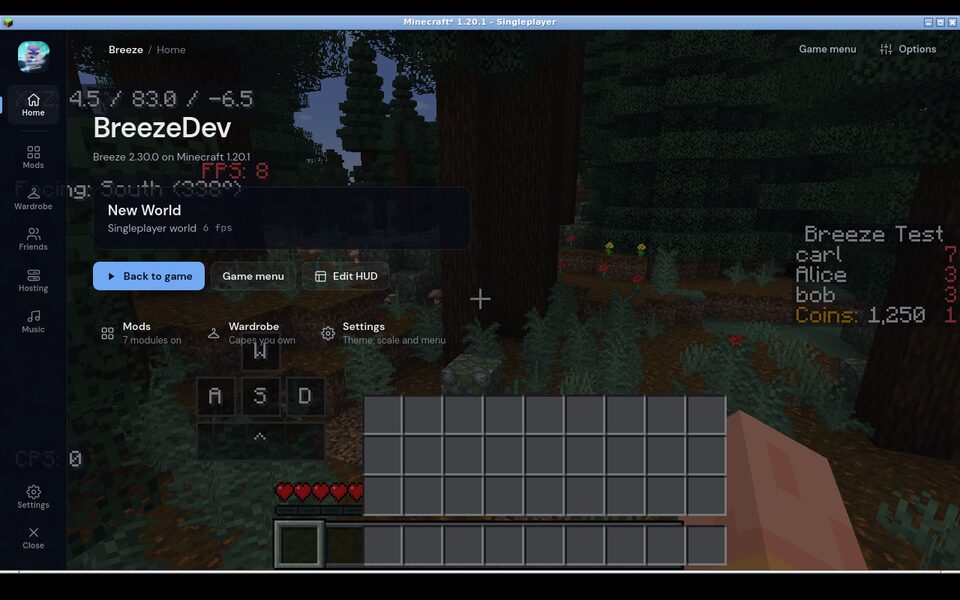 Minecraft* 1.20.1 - Singleplayer
Breeze / Home
Game menu
Options
XYZ: 4.5 / 83.0 / -6.5
Home
BreezeDev
Breeze 2.30.0 on Minecraft 1.20.1
Mods
FPS: 8
Facing: South (338°)
Wardrobe
New World
Singleplayer world 6 fps
Friends
Breeze Test
carl 7
Alice 3
bob 3
Coins: 1,250 1
Back to game
Game menu
Edit HUD
Hosting
Music
Mods
7 modules on
Wardrobe
Capes you own
Settings
Theme, scale and menu
W
A S D
^
CPS: 0
Settings
Close